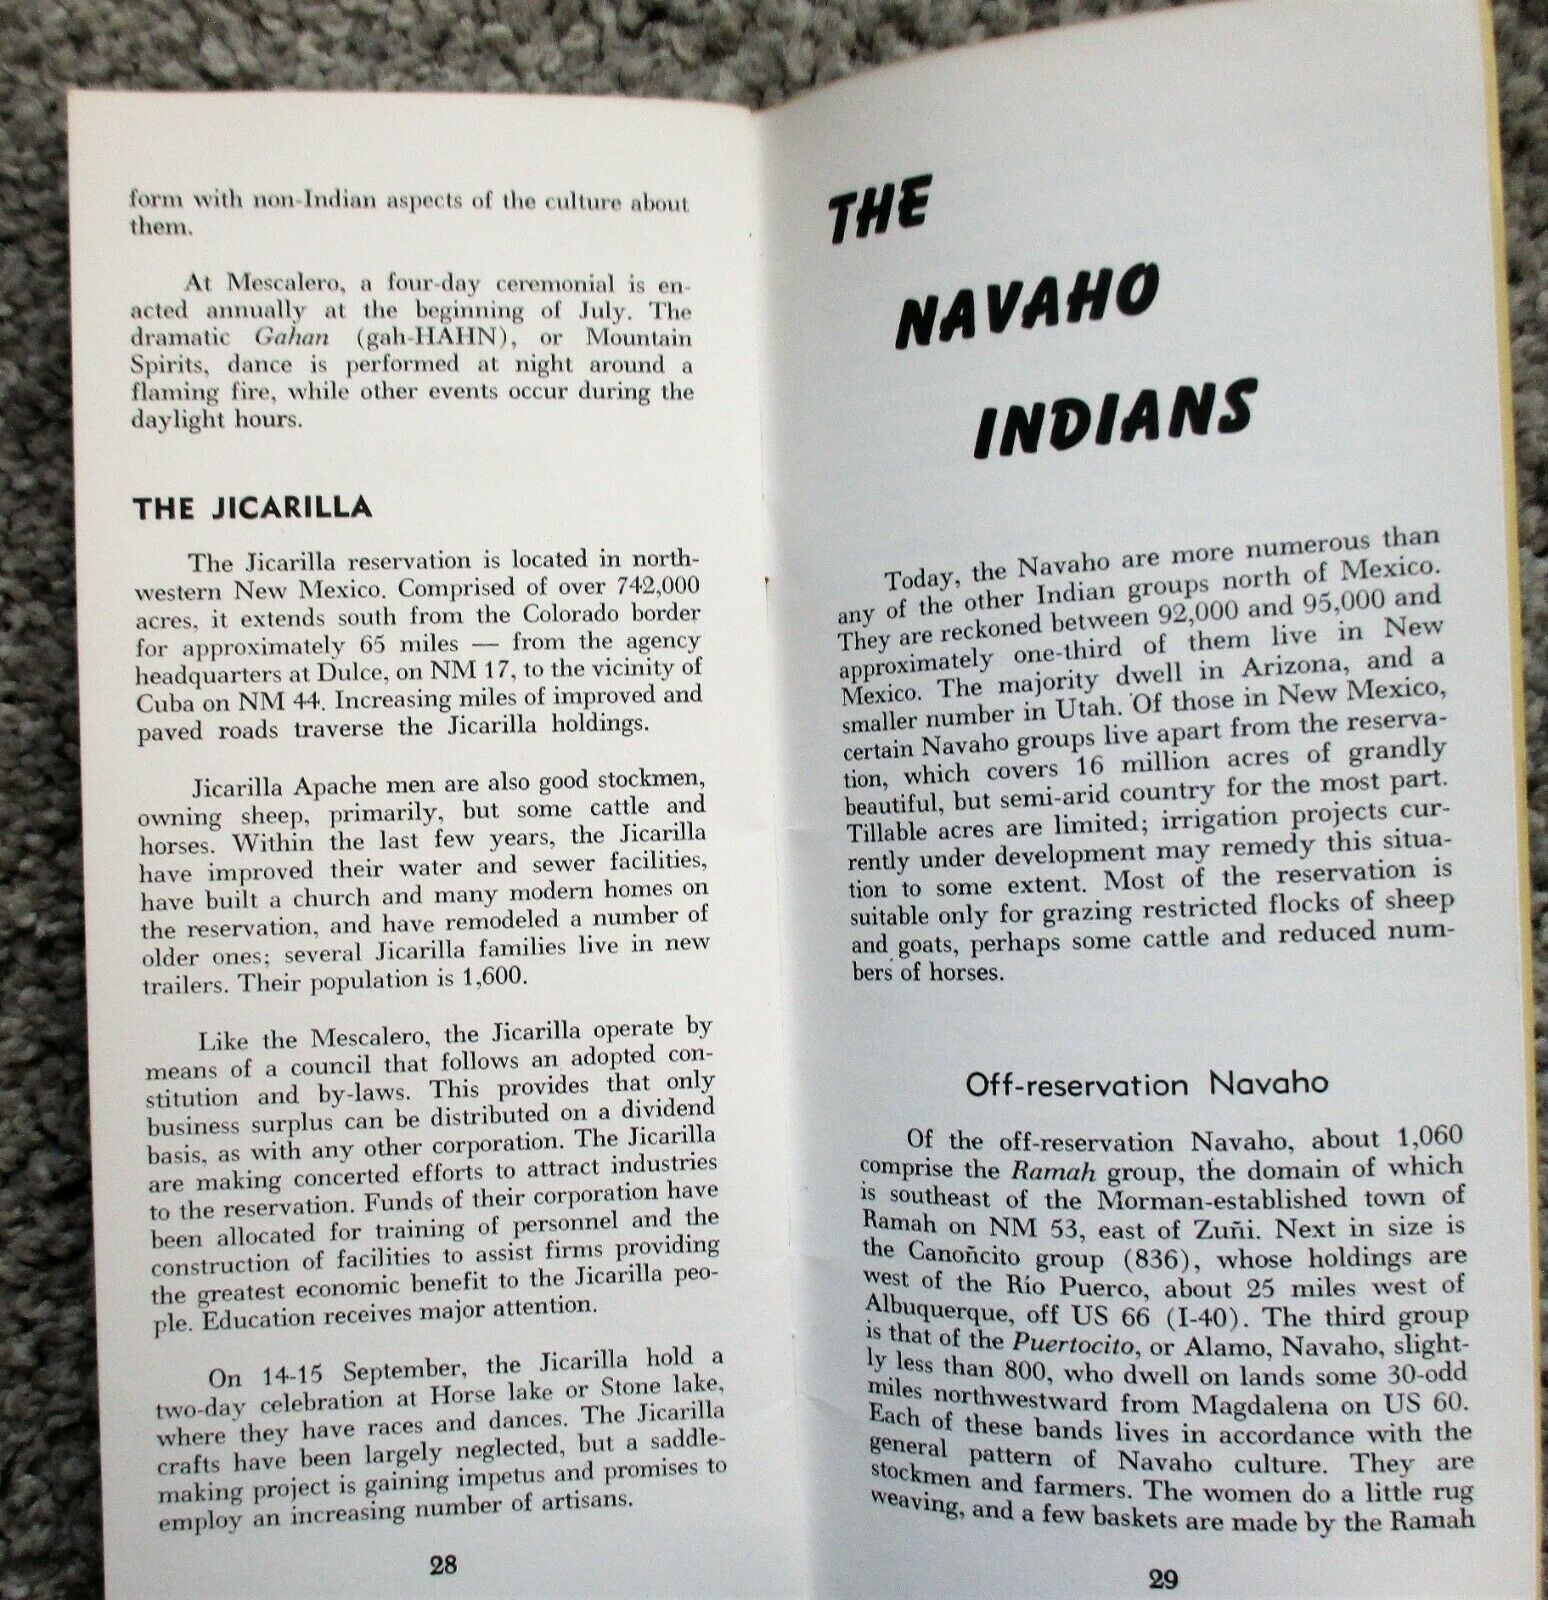 form with non-Indian aspects of the culture about
them.
At Mescalero, a four-day ceremonial is en-
acted annually at the beginning of July. The
dramatic Gahan (gah-HAHN), or Mountain
Spirits, dance is performed at night around a
flaming fire, while other events occur during the
daylight hours.
THE JICARILLA
The Jicarilla reservation is located in north-
western New Mexico. Comprised of over 742,000
acres, it extends south from the Colorado border
for approximately 65 miles — from the agency
headquarters at Dulce, on NM 17, to the vicinity of
Cuba on NM 44. Increasing miles of improved and
paved roads traverse the Jicarilla holdings.
Jicarilla Apache men are also good stockmen,
owning sheep, primarily, but some cattle and
horses. Within the last few years, the Jicarilla
have improved their water and sewer facilities,
have built a church and many modern homes on
the reservation, and have remodeled a number of
older ones; several Jicarilla families live in new
trailers. Their population is 1,600.
Like the Mescalero, the Jicarilla operate by
means of a council that follows an adopted con-
stitution and by-laws. This provides that only
business surplus can be distributed on a dividend
basis, as with any other corporation. The Jicarilla
are making concerted efforts to attract industries
to the reservation. Funds of their corporation have
been allocated for training of personnel and the
construction of facilities to assist firms providing
the greatest economic benefit to the Jicarilla peo-
ple. Education receives major attention.
On 14-15 September, the Jicarilla hold a
two-day celebration at Horse lake or Stone lake,
where they have races and dances. The Jicarilla
crafts have been largely neglected, but a saddle-
making project is gaining impetus and promises to
employ an increasing number of artisans.
28
THE
NAVAHO
INDIANS
Today, the Navaho are more numerous than
any of the other Indian groups north of Mexico.
They are reckoned between 92,000 and 95,000 and
approximately one-third of them live in New
Mexico. The majority dwell in Arizona, and a
smaller number in Utah. Of those in New Mexico,
certain Navaho groups live apart from the reserva-
tion, which covers 16 million acres of grandly
beautiful, but semi-arid country for the most part.
Tillable acres are limited; irrigation projects cur-
rently under development may remedy this situa-
tion to some extent. Most of the reservation is
suitable only for grazing restricted flocks of sheep
and goats, perhaps some cattle and reduced num-
bers of horses.
Off-reservation Navaho
Of the off-reservation Navaho, about 1,060
comprise the Ramah group, the domain of which
is southeast of the Morman-established town of
Ramah on NM 53, east of Zuñi. Next in size is
the Canoñcito group (836), whose holdings are
west of the Río Puerco, about 25 miles west of
Albuquerque, off US 66 (I-40). The third group
is that of the Puertocito, or Alamo, Navaho, slight-
ly less than 800, who dwell on lands some 30-odd
miles northwestward from Magdalena on US 60.
Each of these bands lives in accordance with the
general pattern of Navaho culture. They are
stockmen and farmers. The women do a little rug
weaving, and a few baskets are made by the Ramah
29